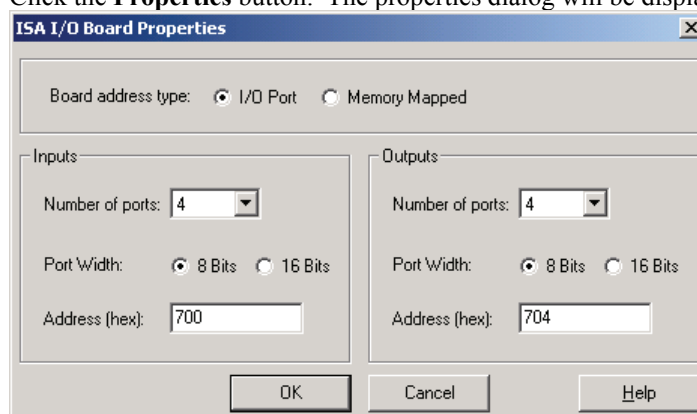 Click the Properties button. The properties dialog will be displa
ISA I/O Board Properties
Board address type: I/O Port Memory Mapped
Inputs
Number of ports: 4
Port Width: 8 Bits 16 Bits
Address (hex): 700
Outputs
Number of ports: 4
Port Width: 8 Bits 16 Bits
Address (hex): 704
OK Cancel Help